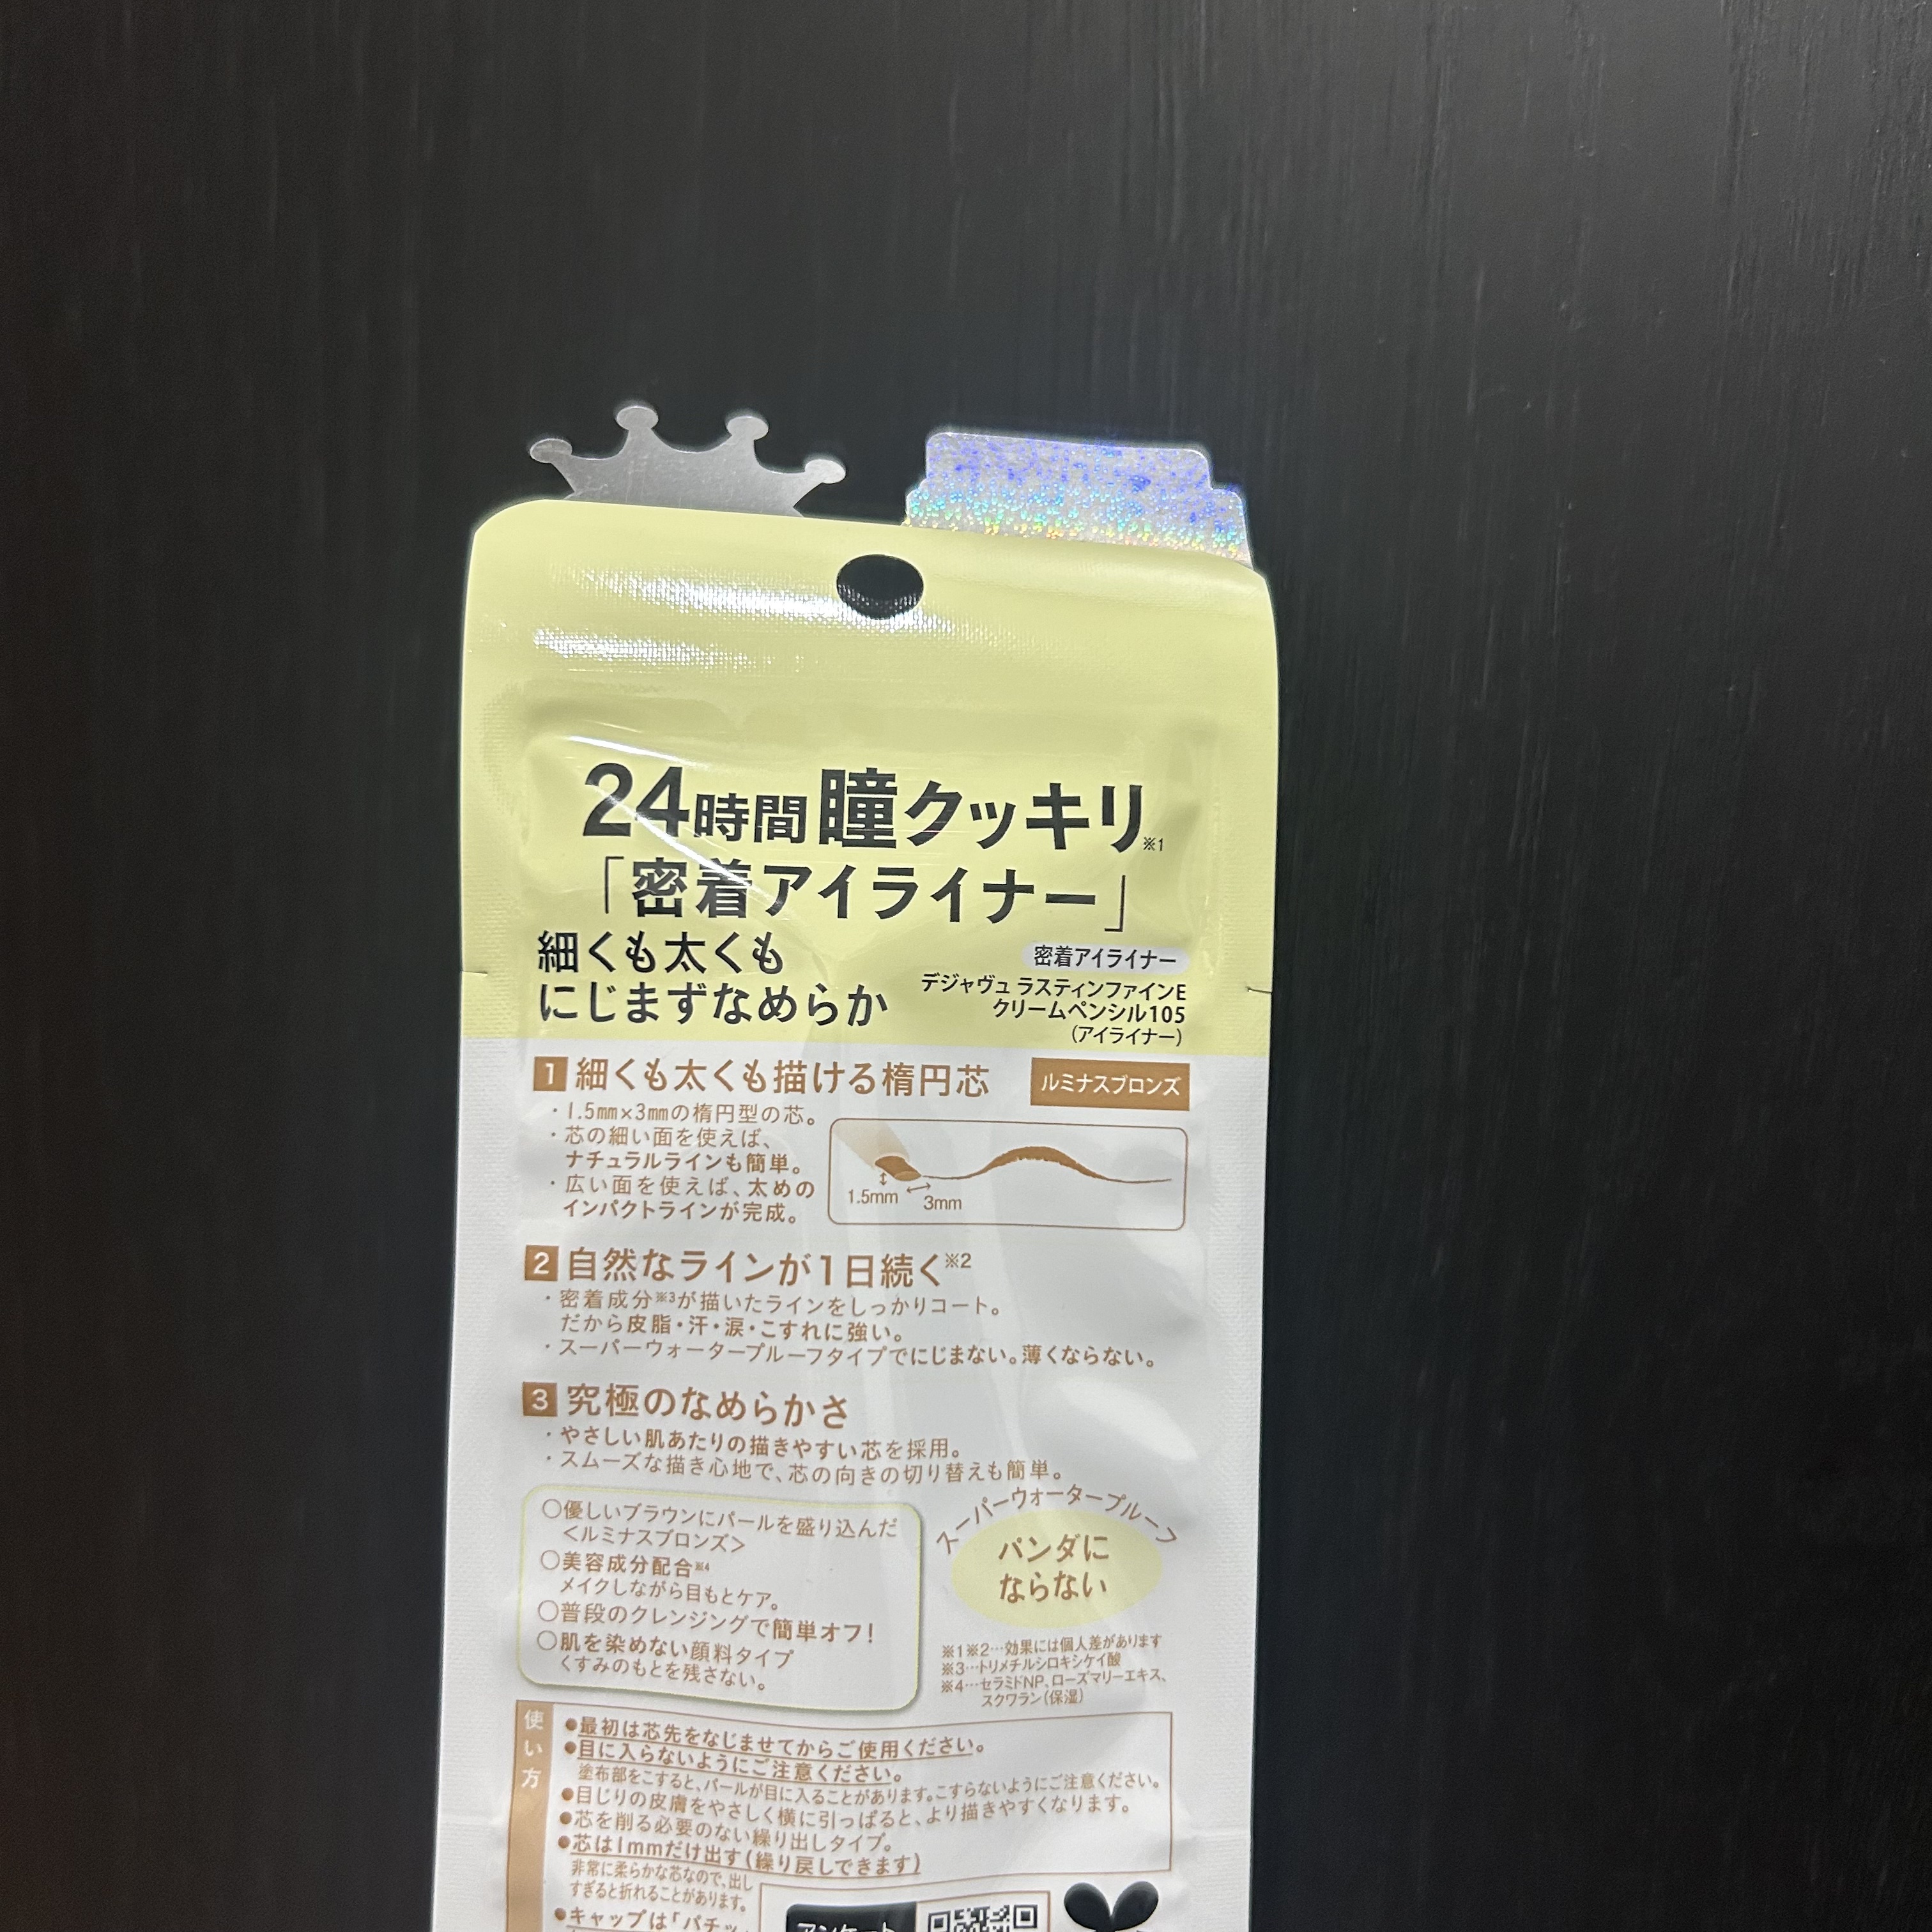 24時間瞳クッキリ※1
「密着アイライナー」
細くも太くも
にじまずなめらか
密着アイライナー
デジャヴュ ラスティンファインE
クリームペンシル105
(アイライナー)
1 細くも太くも描ける楕円芯
ルミナスブロンズ
・1.5mm×3mmの楕円型の芯。
・芯の細い面を使えば、
ナチュラルラインも簡単。
・広い面を使えば、太めの
インパクトラインが完成。
1.5mm
3mm
2 自然なラインが1日続く※2
・密着成分※3が描いたラインをしっかりコート。
だから皮脂・汗・涙・こすれに強い。
・スーパーウォータープルーフタイプでにじまない。薄くならない。
3 究極のなめらかさ
・やさしい肌あたりの描きやすい芯を採用。
・スムーズな描き心地で、芯の向きの切り替えも簡単。
○優しいブラウンにパールを盛り込んだ
<ルミナスブロンズ>
○美容成分配合※4
メイクしながら目もとケア。
○普段のクレンジングで簡単オフ!
○肌を染めない顔料タイプ
くすみのもとを残さない。
スーパーウォータープルーフ
パンダに
ならない
※1※2…効果には個人差があります
※3…トリメチルシロキシケイ酸
※4…セラミドNP、ローズマリーエキス、
スクワラン(保湿)
使い方
●最初は芯先をなじませてからご使用ください。
●目に入らないようにご注意ください。
塗布部をこすると、パールが目に入ることがあります。こすらないようにご注意ください。
●目じりの皮膚をやさしく横に引っぱると、より描きやすくなります。
●芯を削る必要のない繰り出しタイプ。
●芯は1mmだけ出す(繰り戻しできます)
非常に柔らかな芯なので、出し
すぎると折れることがあります。
●キャップは「パチッ
アンケート